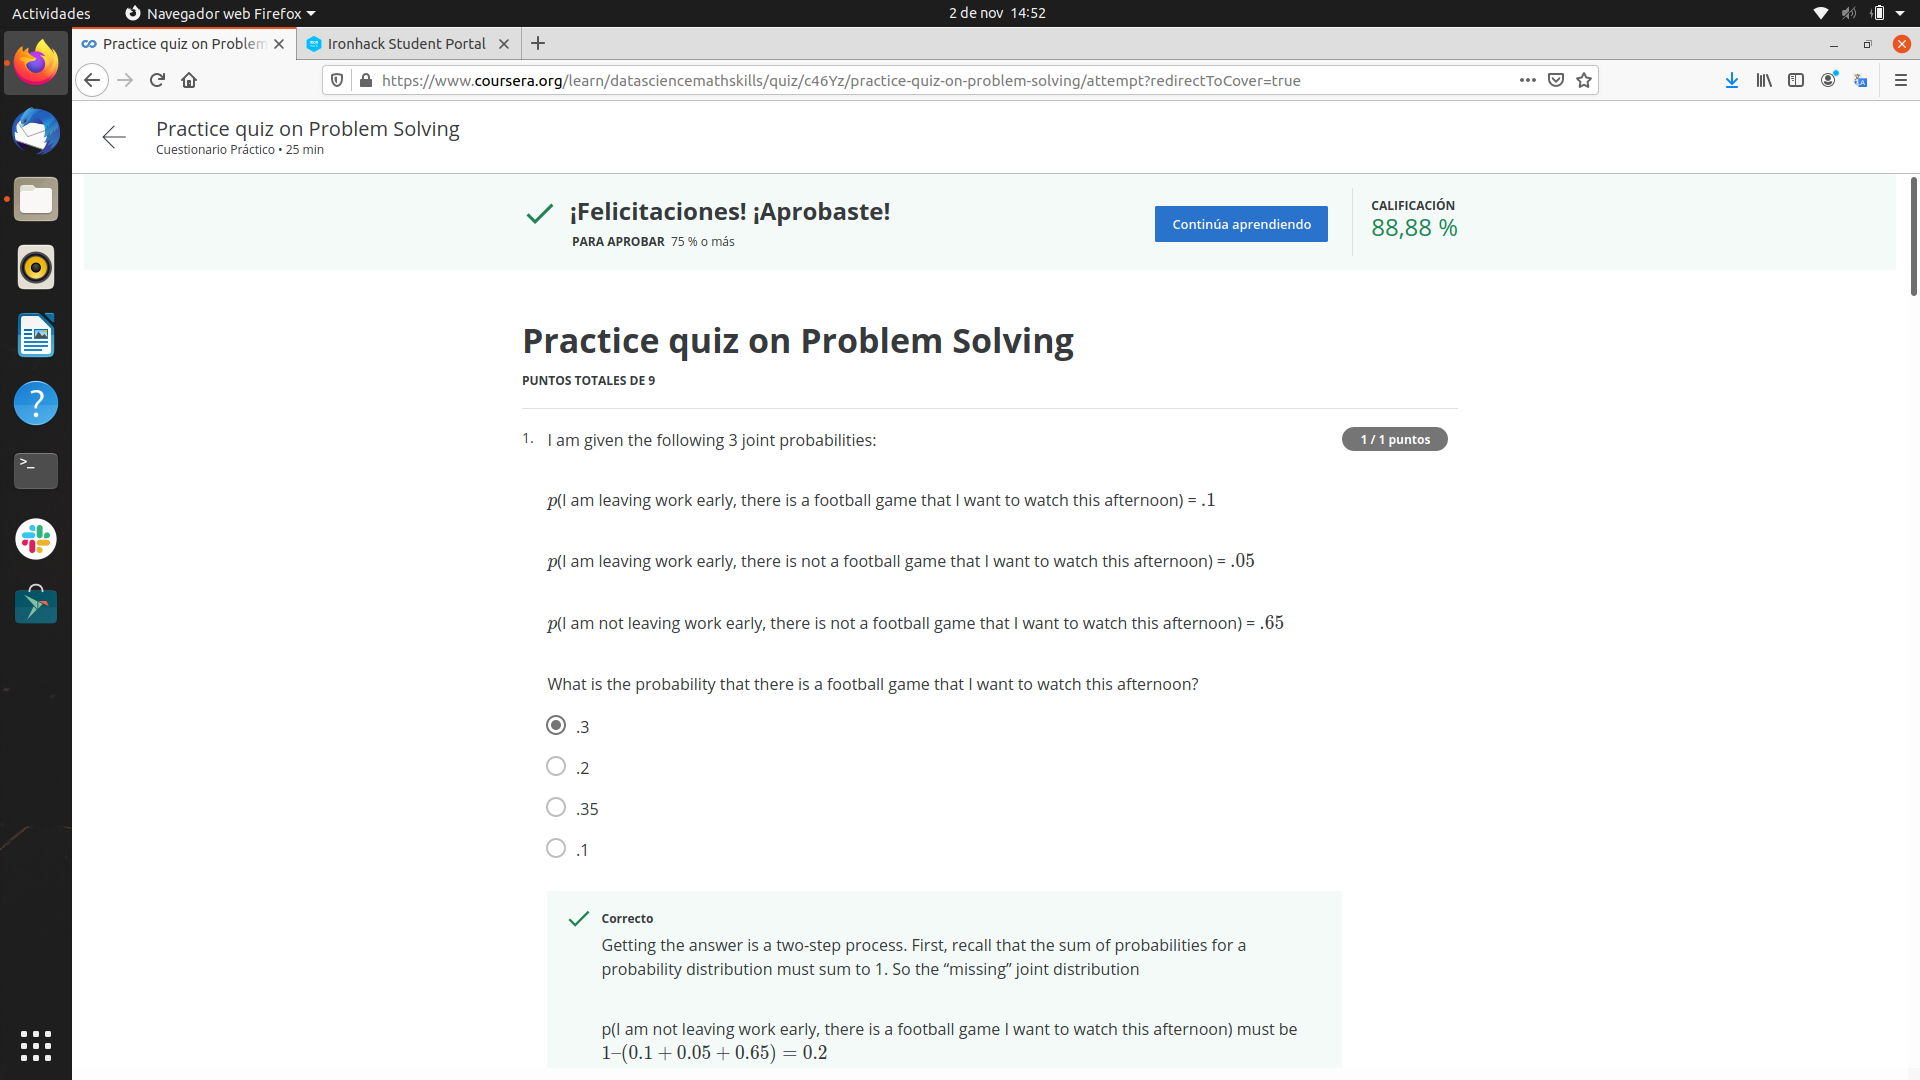 Actividades
Navegador web Firefox
2 de nov 14:52
Practice quiz on Problem
Ironhack Student Portal
https://www.coursera.org/learn/datasciencemathskills/quiz/c46Yz/practice-quiz-on-problem-solving/attempt?redirectToCover=true
Practice quiz on Problem Solving
Cuestionario Práctico • 25 min
¡Felicitaciones! ¡Aprobaste!
PARA APROBAR 75 % o más
Continúa aprendiendo
CALIFICACIÓN
88,88 %
Practice quiz on Problem Solving
PUNTOS TOTALES DE 9
1. I am given the following 3 joint probabilities:
1 / 1 puntos
p(I am leaving work early, there is a football game that I want to watch this afternoon) = .1
p(I am leaving work early, there is not a football game that I want to watch this afternoon) = .05
p(I am not leaving work early, there is not a football game that I want to watch this afternoon) = .65
What is the probability that there is a football game that I want to watch this afternoon?
.3
.2
.35
.1
Correcto
Getting the answer is a two-step process. First, recall that the sum of probabilities for a
probability distribution must sum to 1. So the “missing” joint distribution
p(I am not leaving work early, there is a football game I want to watch this afternoon) must be
1–(0.1 + 0.05 + 0.65) = 0.2